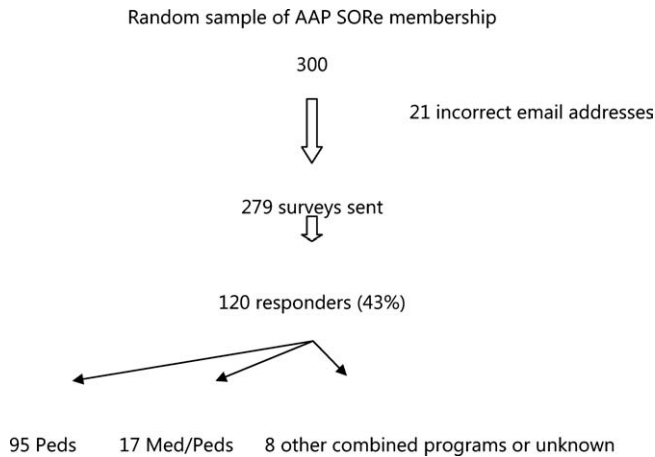 Random sample of AAP SORe membership
300
21 incorrect email addresses
279 surveys sent
120 responders (43%)
95 Peds 17 Med/Peds 8 other combined programs or unknown